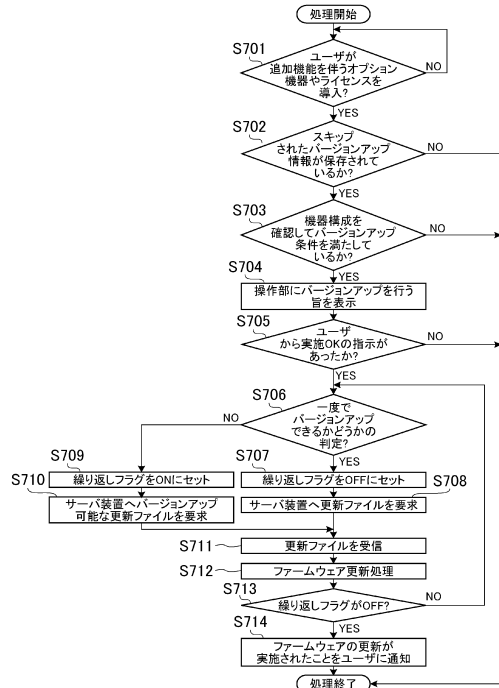 処理開始
S701
ユーザが
追加機能を伴うオプション
機器やライセンスを
導入?
NO
YES
S702
スキップ
されたバージョンアップ
情報が保存されて
いるか?
NO
YES
S703
機器構成を
確認してバージョンアップ
条件を満たして
いるか?
NO
YES
S704
操作部にバージョンアップを行う
旨を表示
S705
ユーザ
から実施OKの指示が
あったか?
NO
YES
S706
一度で
バージョンアップ
できるかどうかの
判定?
NO
YES
S709
繰り返しフラグをONにセット
S707
繰り返しフラグをOFFにセット
S710
サーバ装置へバージョンアップ
可能な更新ファイルを要求
S708
サーバ装置へ更新ファイルを要求
S711
更新ファイルを受信
S712
ファームウェア更新処理
S713
繰り返しフラグがOFF?
NO
YES
S714
ファームウェアの更新が
実施されたことをユーザに通知
処理終了